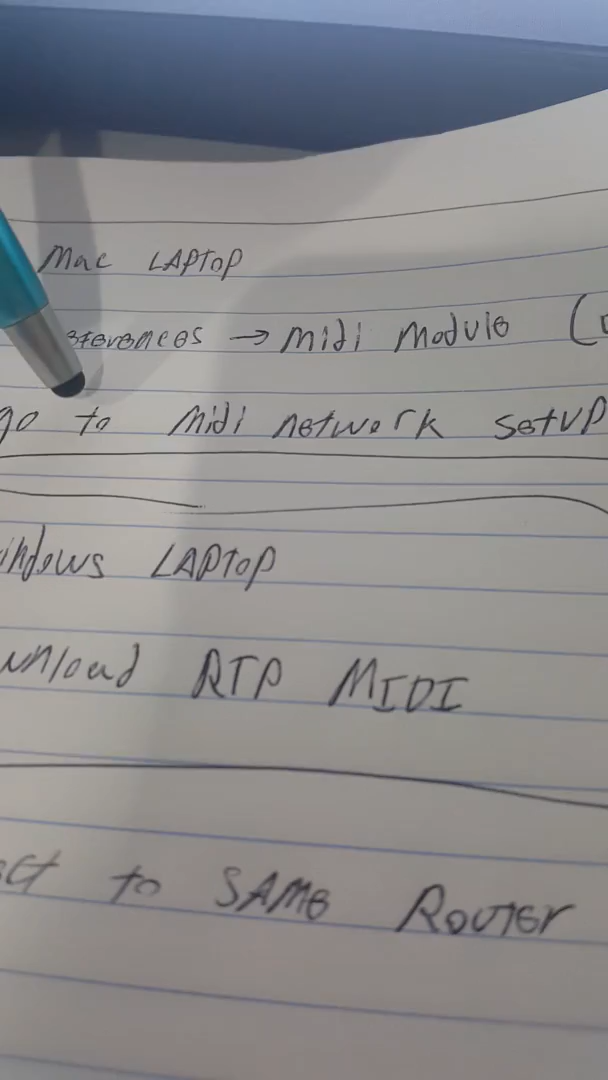 Mac LAPTOP
→ Midi Module (
go to Midi network setup
LAPTOP
RTP MIDI
to SAME ROUTER